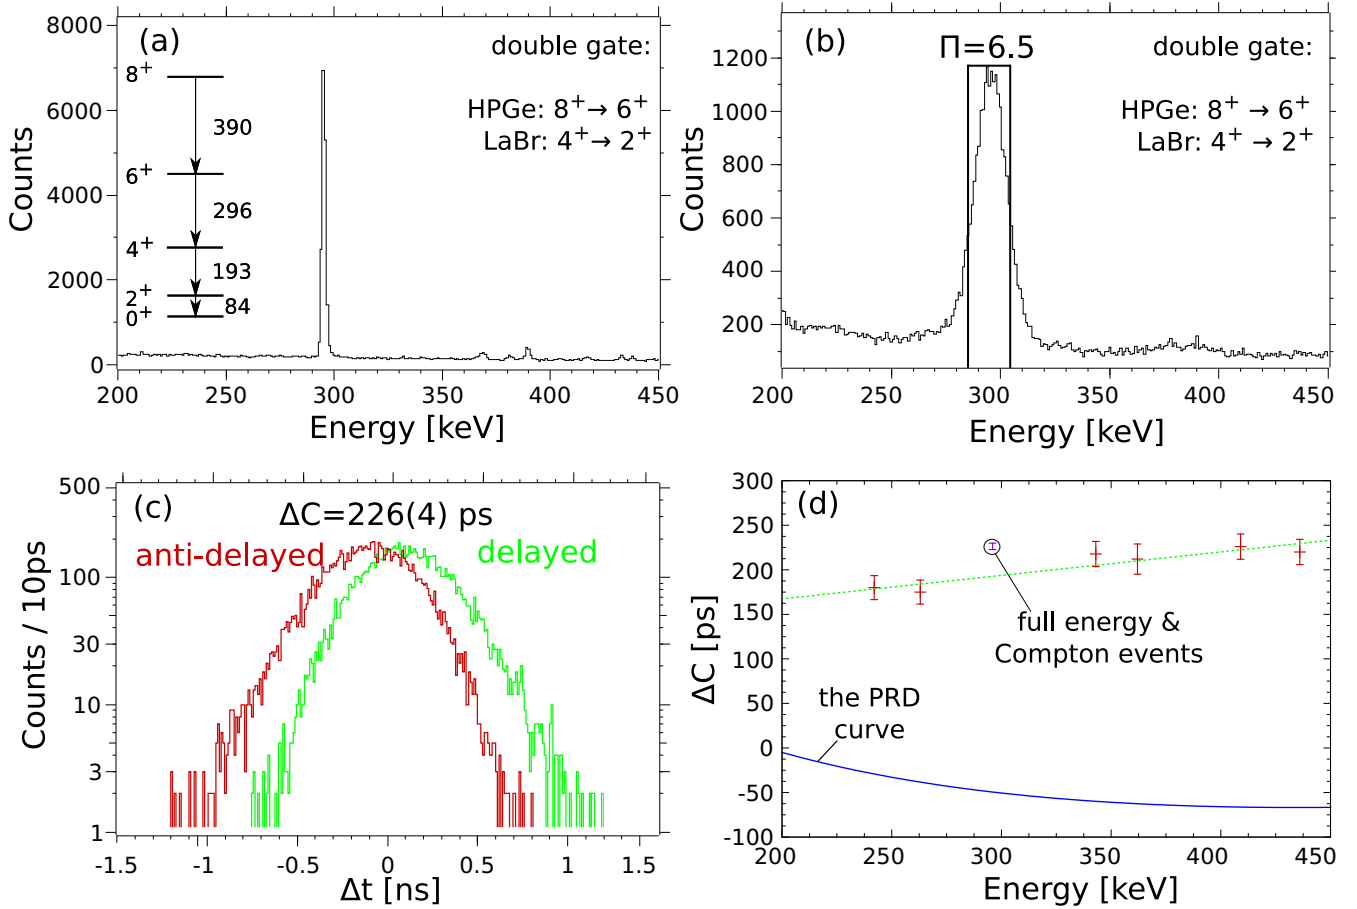 (a)
double gate:
HPGe: 8⁺→ 6⁺
LaBr: 4⁺→ 2⁺
8⁺
390
6⁺
296
4⁺
193
2⁺
84
0⁺
8000
6000
4000
2000
0
200
250
300
350
400
450
Counts
Energy [keV]
(b)
Π=6.5
double gate:
HPGe: 8⁺→ 6⁺
LaBr: 4⁺→ 2⁺
1200
1000
800
600
400
200
200
250
300
350
400
450
Counts
Energy [keV]
(c)
ΔC=226(4) ps
anti-delayed
delayed
500
100
30
10
3
1
-1.5
-1
-0.5
0
0.5
1
1.5
Counts / 10ps
Δt [ns]
(d)
full energy &
Compton events
the PRD
curve
300
250
200
150
100
50
0
-50
-100
200
250
300
350
400
450
ΔC [ps]
Energy [keV]